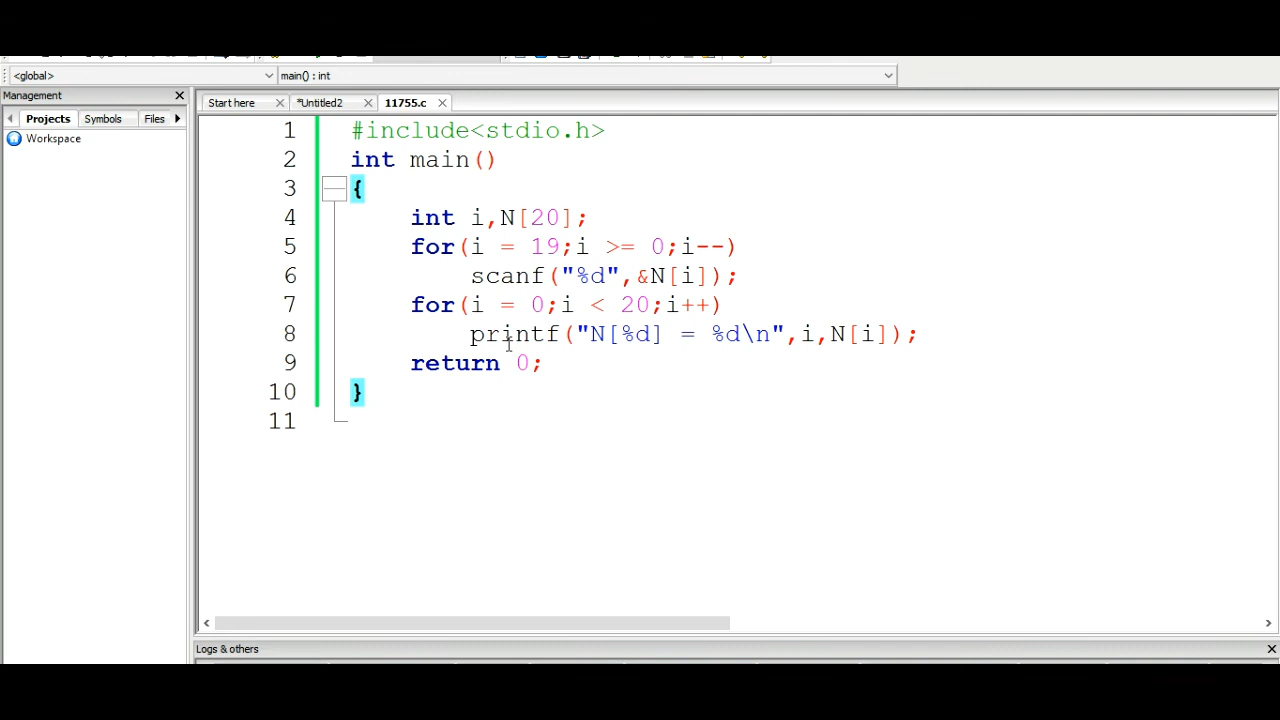 <global>
main() : int
Management
Start here
*Untitled2
11755.c
Projects
Symbols
Files
Workspace
1 #include<stdio.h>
2 int main()
3 {
4 int i,N[20];
5 for(i = 19;i >= 0;i--)
6 scanf("%d",&N[i]);
7 for(i = 0;i < 20;i++)
8 printf("N[%d] = %d\n",i,N[i]);
9 return 0;
10 }
11
Logs & others